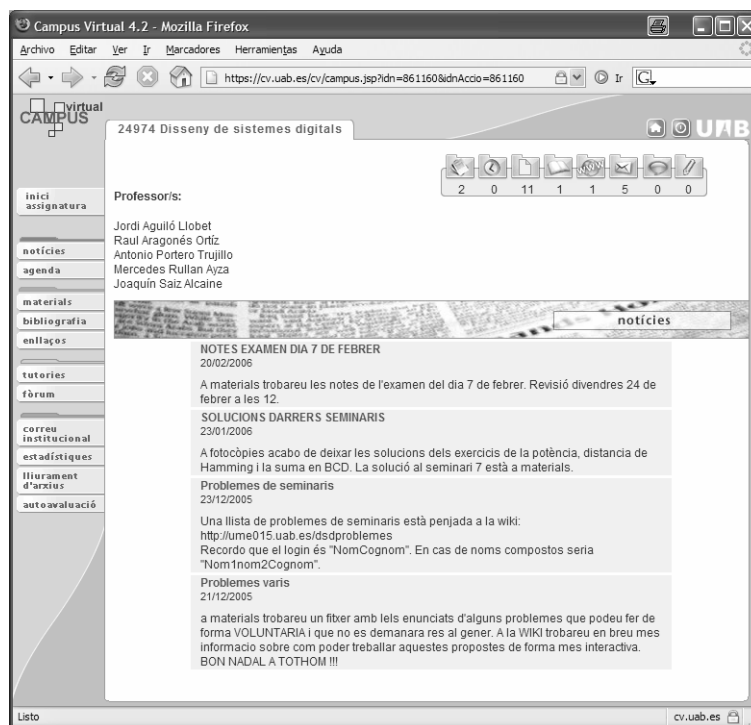 Campus Virtual 4.2 - Mozilla Firefox
Archivo Editar Ver Ir Marcadores Herramientas Ayuda
https://cv.uab.es/cv/campus.jsp?idn=861160&idnAccio=861160 Ir G
virtual
CAMPUS
24974 Disseny de sistemes digitals
UAB
2 0 11 1 1 5 0 0
inici
assignatura
notícies
agenda
materials
bibliografia
enllaços
tutories
fòrum
correu
institucional
estadístiques
lliurament
d'arxius
autoavaluació
Professor/s:
Jordi Aguiló Llobet
Raul Aragonés Ortíz
Antonio Portero Trujillo
Mercedes Rullan Ayza
Joaquín Saiz Alcaine
notícies
NOTES EXAMEN DIA 7 DE FEBRER
20/02/2006
A materials trobareu les notes de l'examen del dia 7 de febrer. Revisió divendres 24 de
febrer a les 12.
SOLUCIONS DARRERS SEMINARIS
23/01/2006
A fotocòpies acabo de deixar les solucions dels exercicis de la potència, distancia de
Hamming i la suma en BCD. La solució al seminari 7 està a materials.
Problemes de seminaris
23/12/2005
Una llista de problemes de seminaris està penjada a la wiki:
http://ume015.uab.es/dsdproblemes
Recordo que el login és "NomCognom". En cas de noms compostos seria
"Nom1nom2Cognom".
Problemes varis
21/12/2005
a materials trobareu un fitxer amb lels enunciats d'alguns problemes que podeu fer de
forma VOLUNTARIA i que no es demanara res al gener. A la WIKI trobareu en breu mes
informacio sobre com poder treballar aquestes propostes de forma mes interactiva.
BON NADAL A TOTHOM !!!
Listo
cv.uab.es